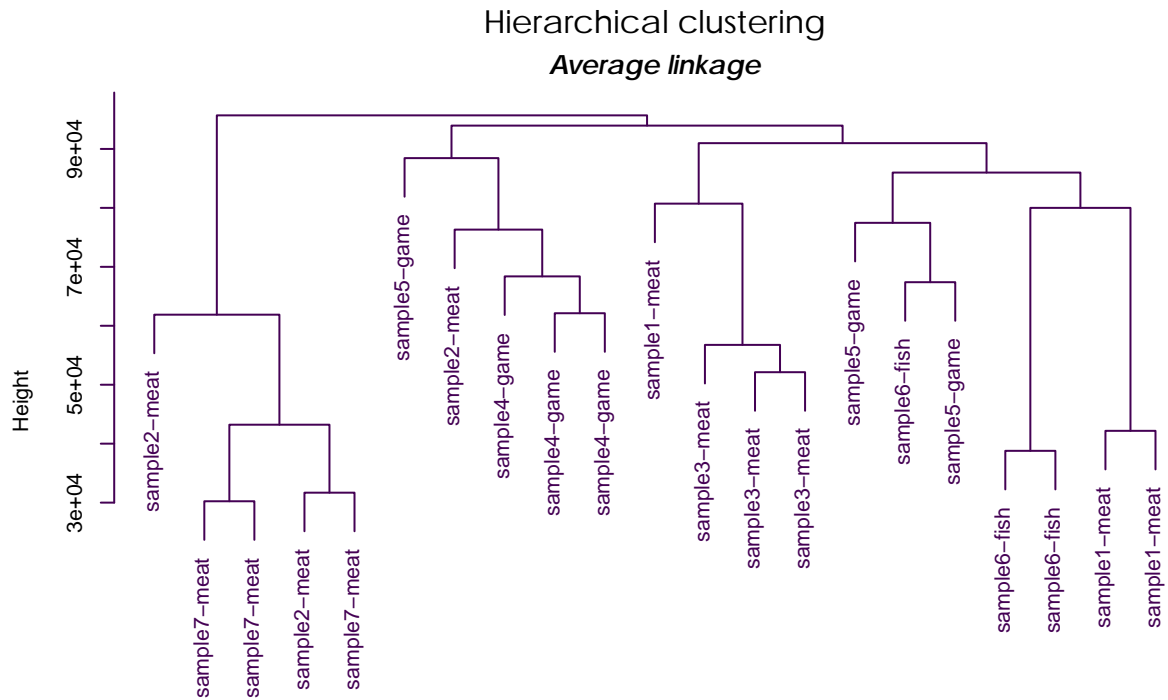 Hierarchical clustering
Average linkage
Height
9e+04
7e+04
5e+04
3e+04
sample2−meat
sample7−meat
sample7−meat
sample2−meat
sample7−meat
sample5−game
sample2−meat
sample4−game
sample4−game
sample4−game
sample1−meat
sample3−meat
sample3−meat
sample3−meat
sample5−game
sample6−fish
sample5−game
sample6−fish
sample6−fish
sample1−meat
sample1−meat